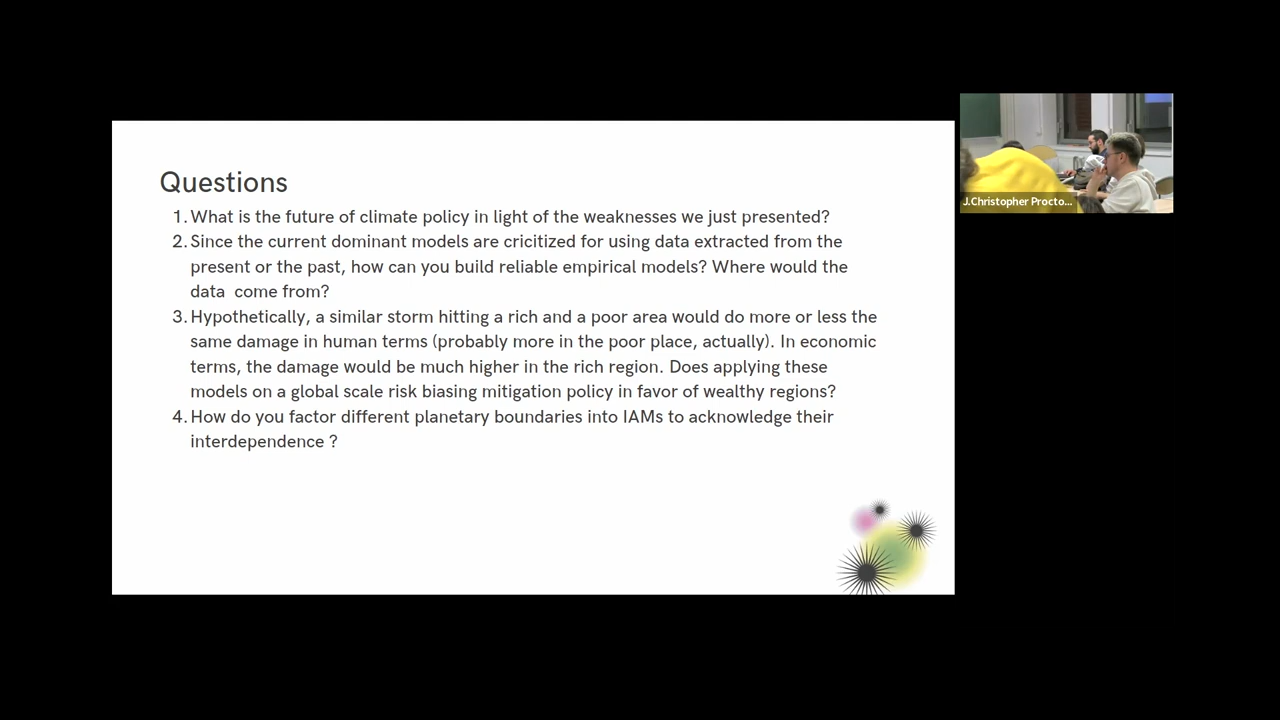 Questions
1. What is the future of climate policy in light of the weaknesses we just presented?
2. Since the current dominant models are cricitized for using data extracted from the
present or the past, how can you build reliable empirical models? Where would the
data  come from?
3. Hypothetically, a similar storm hitting a rich and a poor area would do more or less the
same damage in human terms (probably more in the poor place, actually). In economic
terms, the damage would be much higher in the rich region. Does applying these
models on a global scale risk biasing mitigation policy in favor of wealthy regions?
4. How do you factor different planetary boundaries into IAMs to acknowledge their
interdependence ?
J.Christopher Procto...